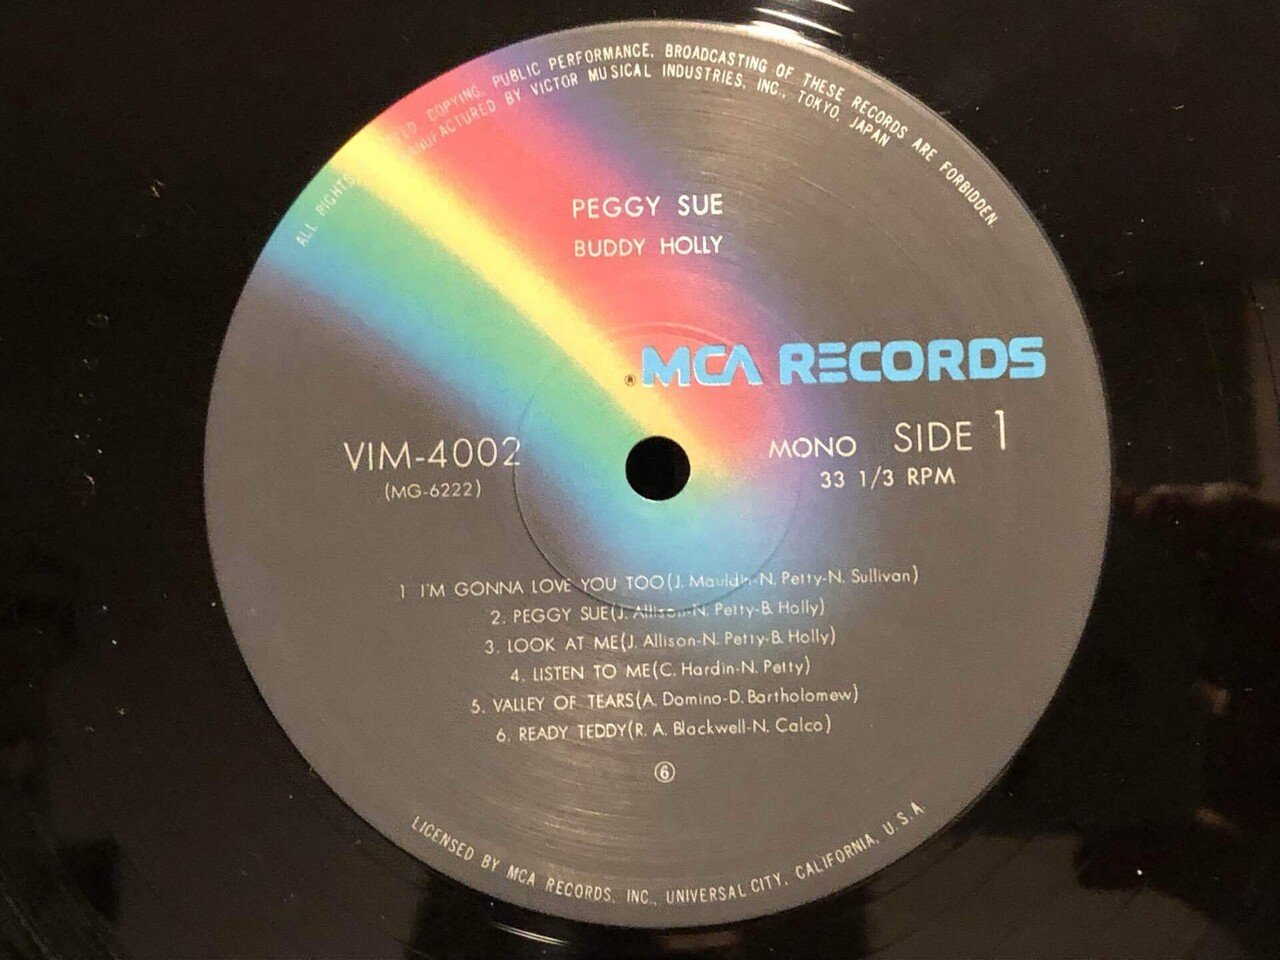 ALL RIGHTS COPYING, PUBLIC PERFORMANCE, BROADCASTING OF THESE RECORDS ARE FORBIDDEN.
MANUFACTURED BY VICTOR MUSICAL INDUSTRIES, INC., TOKYO, JAPAN
PEGGY SUE
BUDDY HOLLY
® MCA RECORDS
VIM-4002
(MG-6222)
MONO SIDE 1
33 1/3 RPM
1 I'M GONNA LOVE YOU TOO(J. Mauldin-N. Petty-N. Sullivan)
2. PEGGY SUE(J. Allison-N. Petty-B. Holly)
3. LOOK AT ME(J. Allison-N. Petty-B. Holly)
4. LISTEN TO ME(C. Hardin-N. Petty)
5. VALLEY OF TEARS(A. Domino-D. Bartholomew)
6. READY TEDDY(R. A. Blackwell-N. Calco)
⑥
LICENSED BY MCA RECORDS, INC., UNIVERSAL CITY, CALIFORNIA, U.S.A.